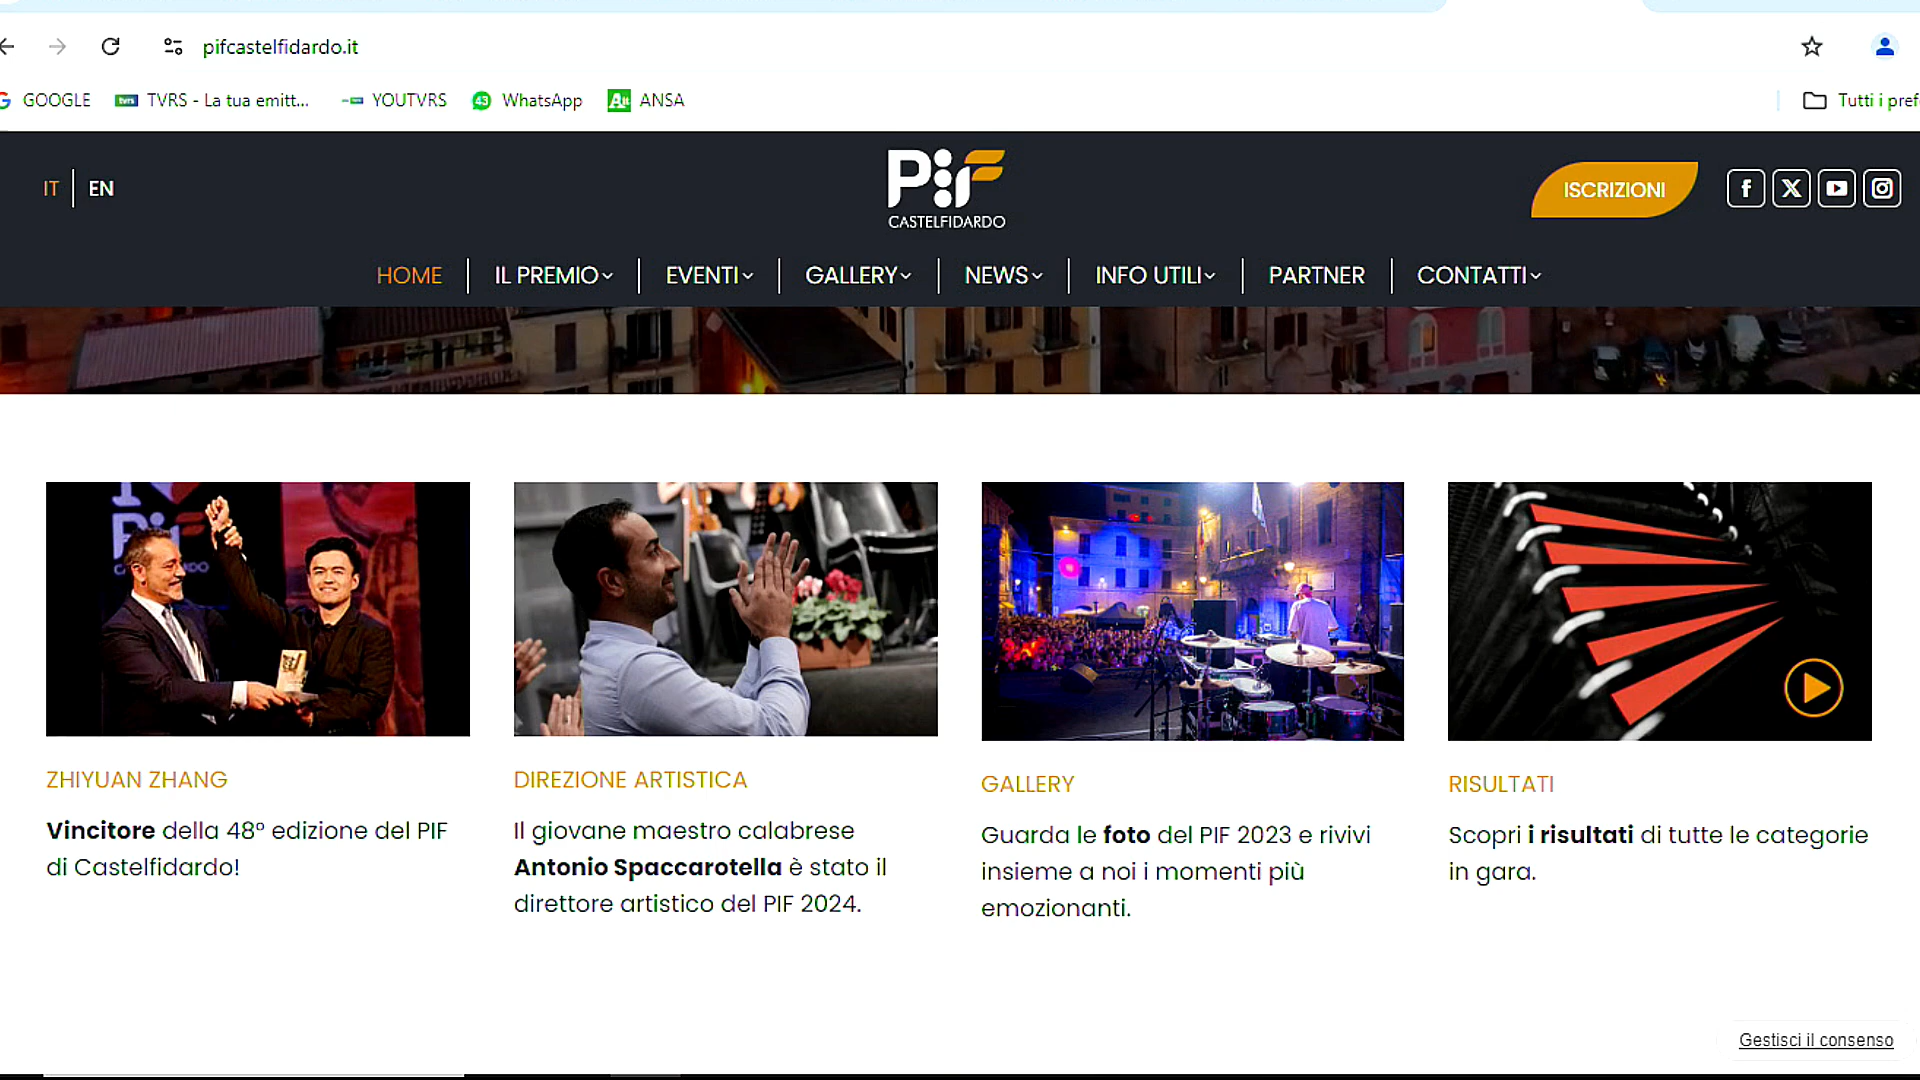 pifcastelfidardo.it
GOOGLE
TVRS - La tua emitt...
YOUTVRS
43
WhatsApp
ANSA
Tutti i pref
IT
EN
PiF
CASTELFIDARDO
ISCRIZIONI
HOME
IL PREMIO
EVENTI
GALLERY
NEWS
INFO UTILI
PARTNER
CONTATTI
PiF
ZHIYUAN ZHANG
Vincitore della 48° edizione del PIF
di Castelfidardo!
DIREZIONE ARTISTICA
Il giovane maestro calabrese
Antonio Spaccarotella è stato il
direttore artistico del PIF 2024.
GALLERY
Guarda le foto del PIF 2023 e rivivi
insieme a noi i momenti più
emozionanti.
RISULTATI
Scopri i risultati di tutte le categorie
in gara.
Gestisci il consenso